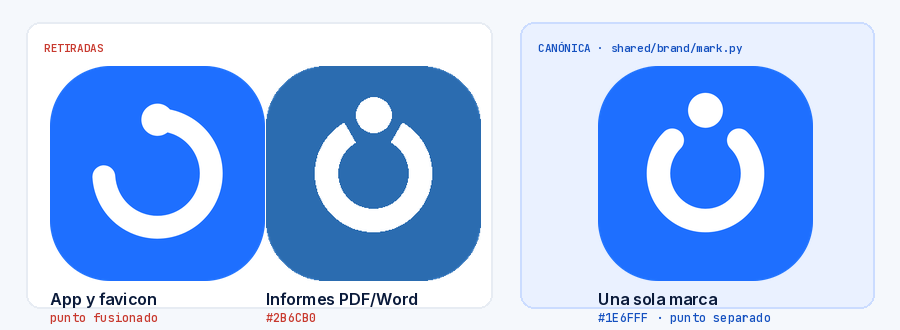 RETIRADAS
App y favicon
punto fusionado
Informes PDF/Word
#2B6CB0
CANÓNICA · shared/brand/mark.py
Una sola marca
#1E6FFF · punto separado